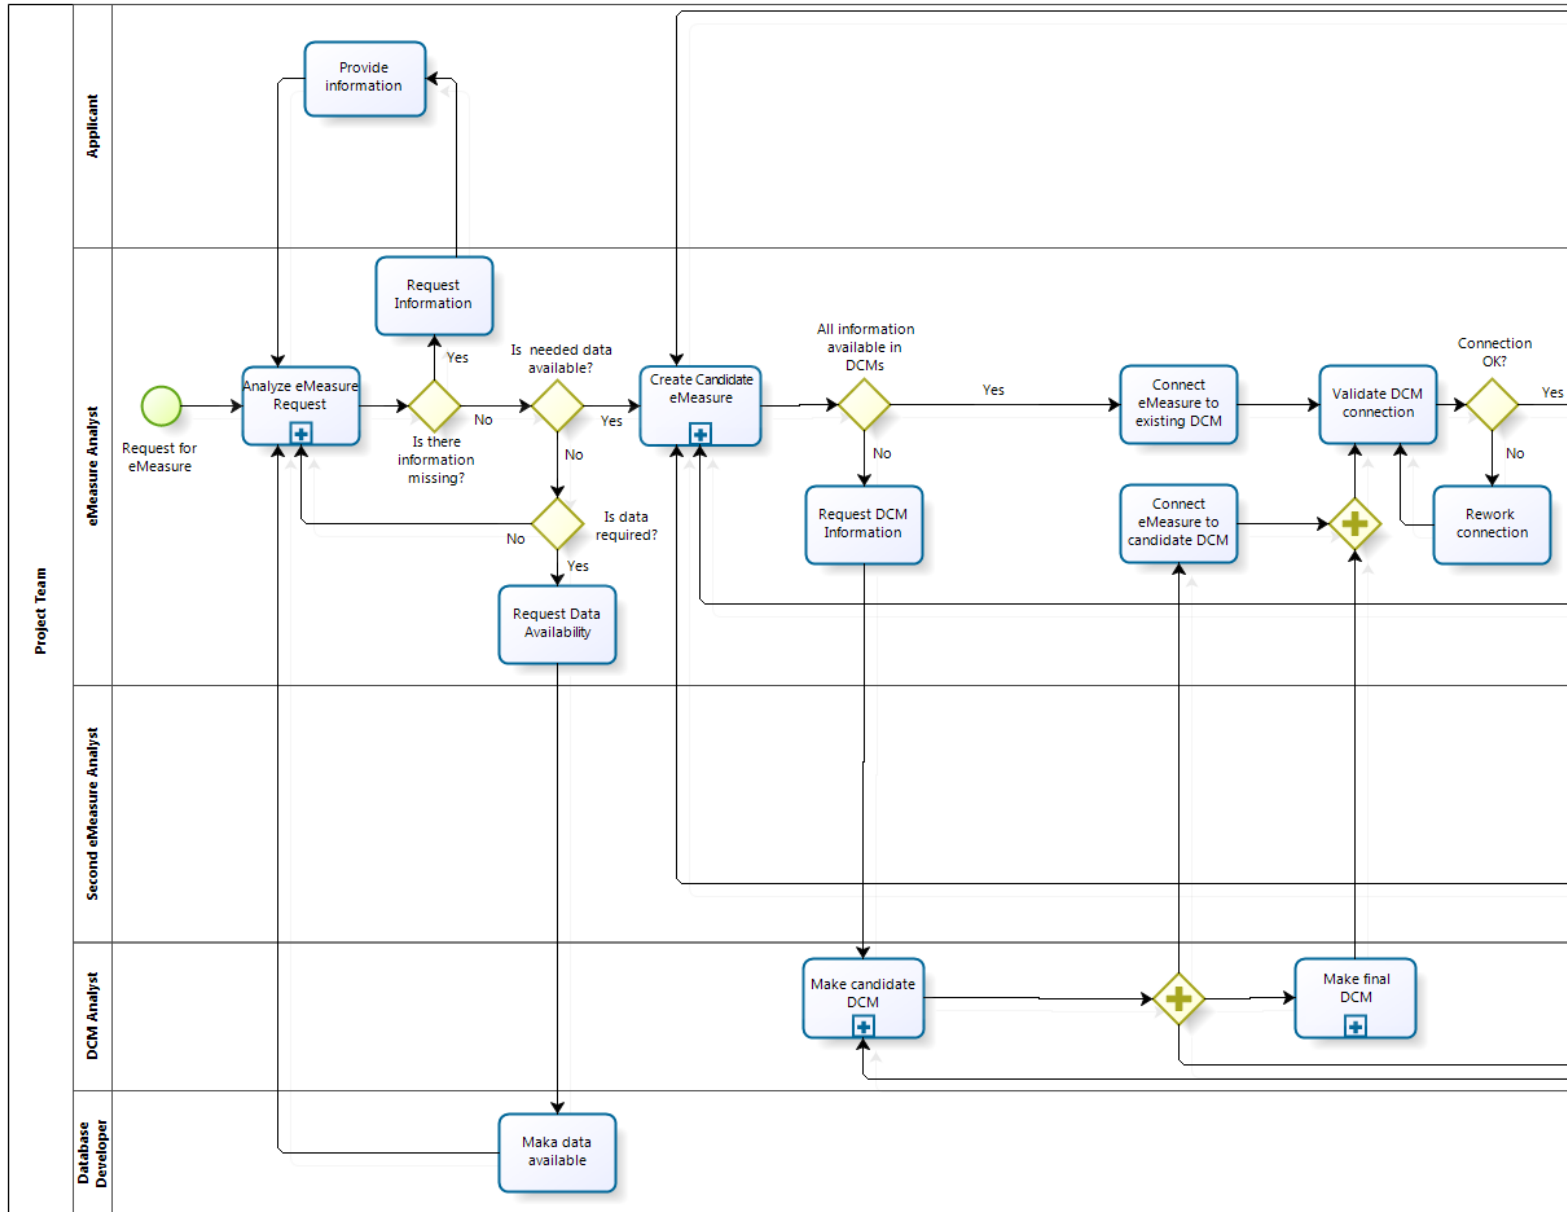 Project Team
Applicant
Provide
information
eMeasure Analyst
Request for
eMeasure
Analyze eMeasure
Request
Request
Information
Yes
Is there
information
missing?
No
Is needed data
available?
Yes
No
Is data
required?
No
Yes
Request Data
Availability
Create Candidate
eMeasure
All information
available in
DCMs
Yes
No
Request DCM
Information
Connect
eMeasure to
existing DCM
Connect
eMeasure to
candidate DCM
Validate DCM
connection
Connection
OK?
Yes
No
Rework
connection
Second eMeasure Analyst
DCM Analyst
Make candidate
DCM
Make final
DCM
Database
Developer
Maka data
available